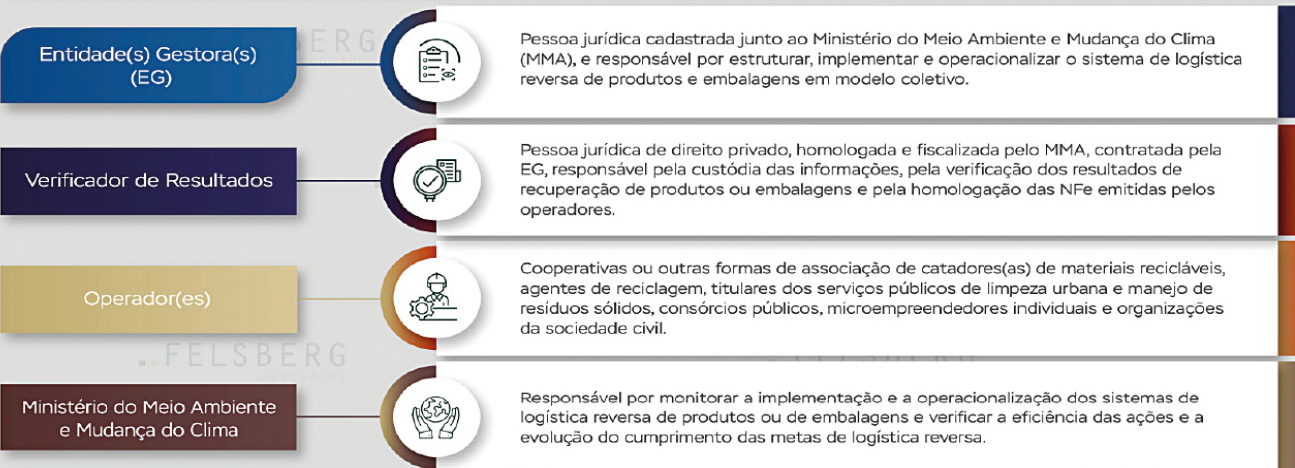 Entidade(s) Gestora(s)
(EG)
Pessoa jurídica cadastrada junto ao Ministério do Meio Ambiente e Mudança do Clima
(MMA), e responsável por estruturar, implementar e operacionalizar o sistema de logística
reversa de produtos e embalagens em modelo coletivo.
Verificador de Resultados
Pessoa jurídica de direito privado, homologada e fiscalizada pelo MMA, contratada pela
EG, responsável pela custódia das informações, pela verificação dos resultados de
recuperação de produtos ou embalagens e pela homologação das NFe emitidas pelos
operadores.
Operador(es)
Cooperativas ou outras formas de associação de catadores(as) de materiais recicláveis,
agentes de reciclagem, titulares dos serviços públicos de limpeza urbana e manejo de
resíduos sólidos, consórcios públicos, microempreendedores individuais e organizações
da sociedade civil.
FELSBERG
ADVOGADOS
Ministério do Meio Ambiente
e Mudança do Clima
Responsável por monitorar a implementação e a operacionalização dos sistemas de
logística reversa de produtos ou de embalagens e verificar a eficiência das ações e a
evolução do cumprimento das metas de logística reversa.